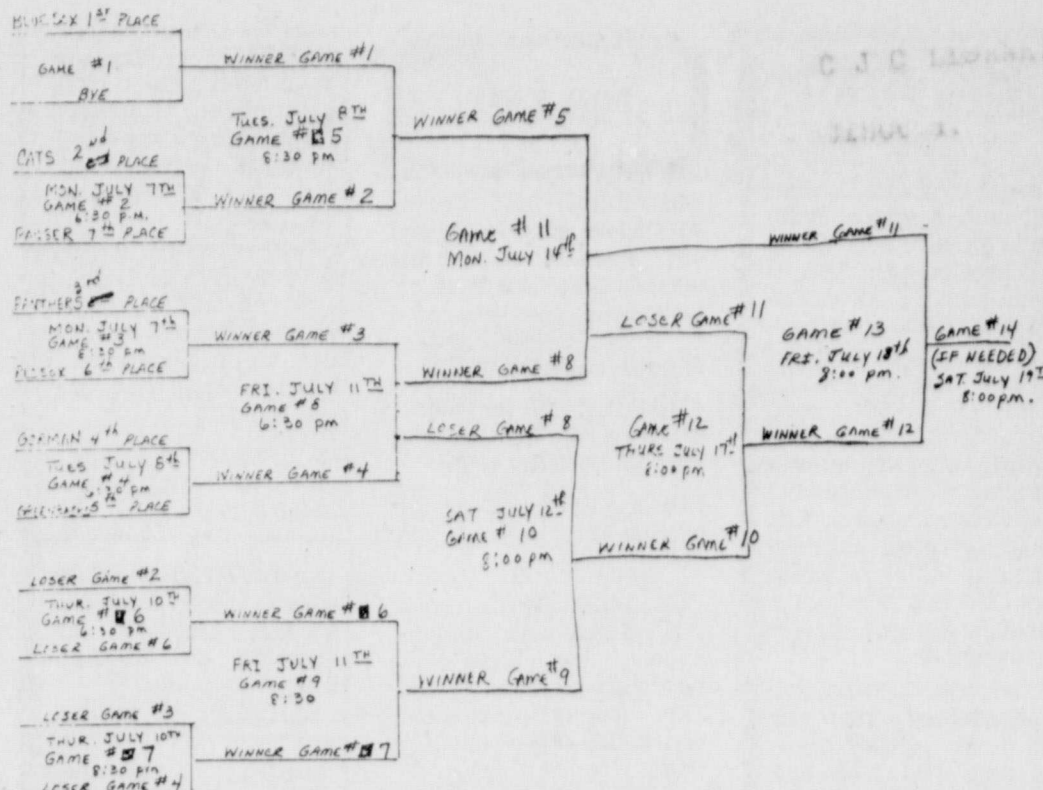 BLUE SOX 1ST PLACE
GAME #1
BYE
WINNER GAME #1
CATS 2nd PLACE
MON. JULY 7TH
GAME # 2
6:30 P.M.
7th PLACE
WINNER GAME # 2
TUES. JULY 8TH
GAME # 5
8:30 pm
WINNER GAME #5
PANTHERS 3rd PLACE
MON. JULY 7th
GAME #3
8:30 pm
6th PLACE
WINNER GAME #3
GERMAN 4th PLACE
TUES JULY 8th
GAME # 4
6:30 pm
5th PLACE
WINNER GAME #4
FRI. JULY 11TH
GAME #8
6:30 pm
WINNER GAME #8
LOSER GAME # 8
GAME # 11
MON. JULY 14th
WINNER GAME #11
LOSER GAME #11
LOSER GAME #2
THUR. JULY 10TH
GAME # 6
6:30 pm
LOSER GAME # 6
WINNER GAME # 6
LOSER GAME #3
THUR. JULY 10TH
GAME # 7
8:30 pm
LOSER GAME # 4
WINNER GAME # 7
FRI JULY 11TH
GAME #9
8:30
WINNER GAME #9
SAT JULY 12th
GAME # 10
8:00 pm
WINNER GAME #10
GAME #12
THURS JULY 17th
8:00 pm
WINNER GAME #12
GAME #13
FRI. JULY 18th
8:00 pm.
GAME #14
(IF NEEDED)
SAT. JULY 19T
8:00pm.